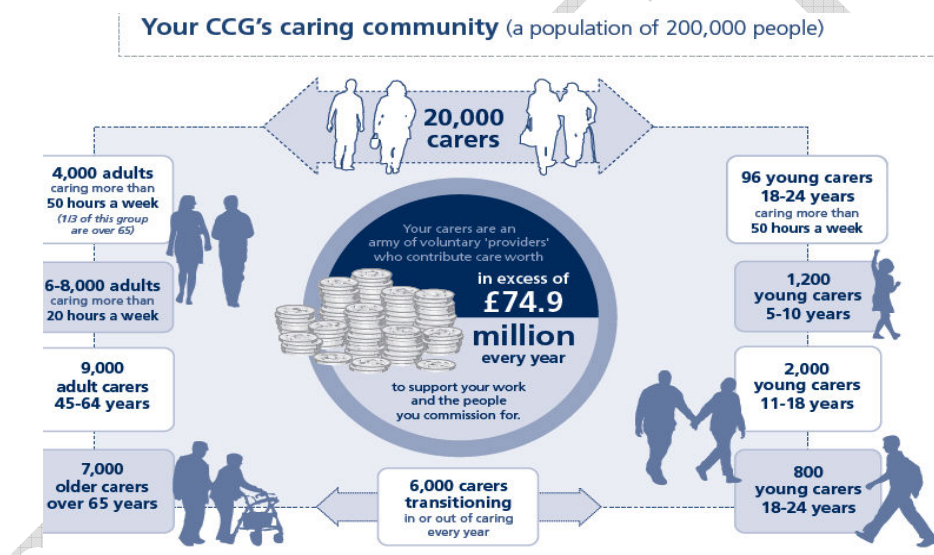 Your CCG's caring community (a population of 200,000 people)
20,000
carers
4,000 adults
caring more than
50 hours a week
(1/3 of this group
are over 65)
6-8,000 adults
caring more than
20 hours a week
9,000
adult carers
45-64 years
7,000
older carers
over 65 years
Your carers are an
army of voluntary 'providers'
who contribute care worth
in excess of
£74.9
million
every year
to support your work
and the people
you commission for.
6,000 carers
transitioning
in or out of caring
every year
96 young carers
18-24 years
caring more than
50 hours a week
1,200
young carers
5-10 years
2,000
young carers
11-18 years
800
young carers
18-24 years